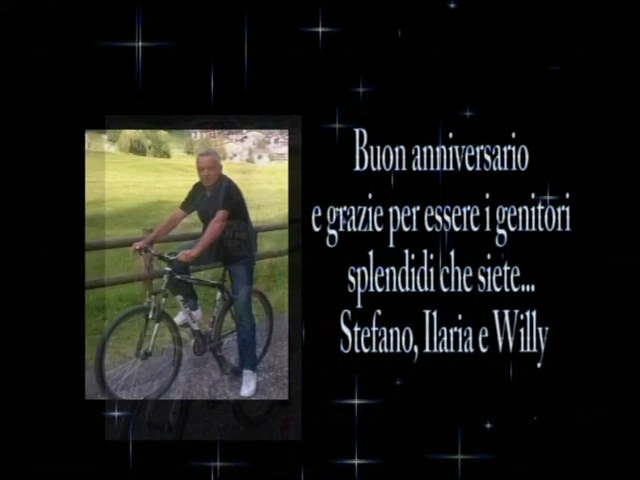 Buon anniversario
e grazie per essere i genitori
splendidi che siete...
Stefano, Ilaria e Willy